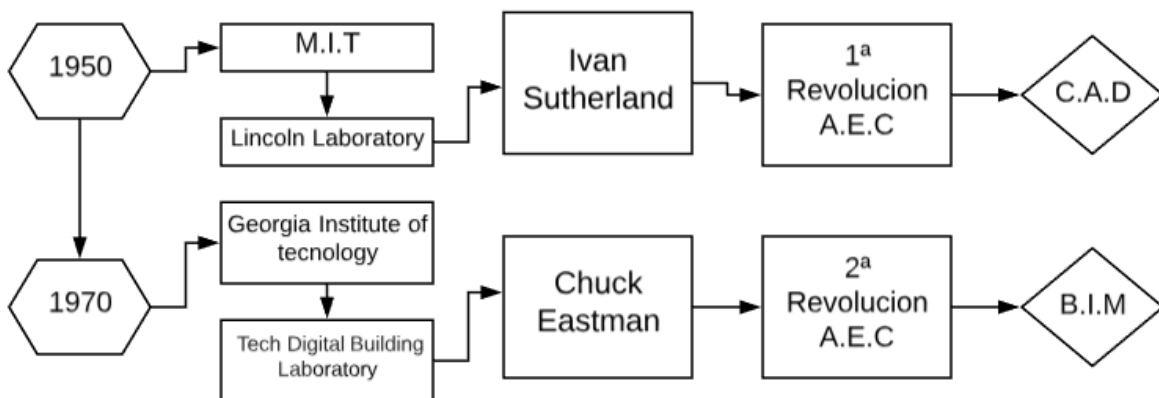 1950
M.I.T
Lincoln Laboratory
Ivan
Sutherland
1ª
Revolucion
A.E.C
C.A.D
1970
Georgia Institute of
tecnology
Tech Digital Building
Laboratory
Chuck
Eastman
2ª
Revolucion
A.E.C
B.I.M